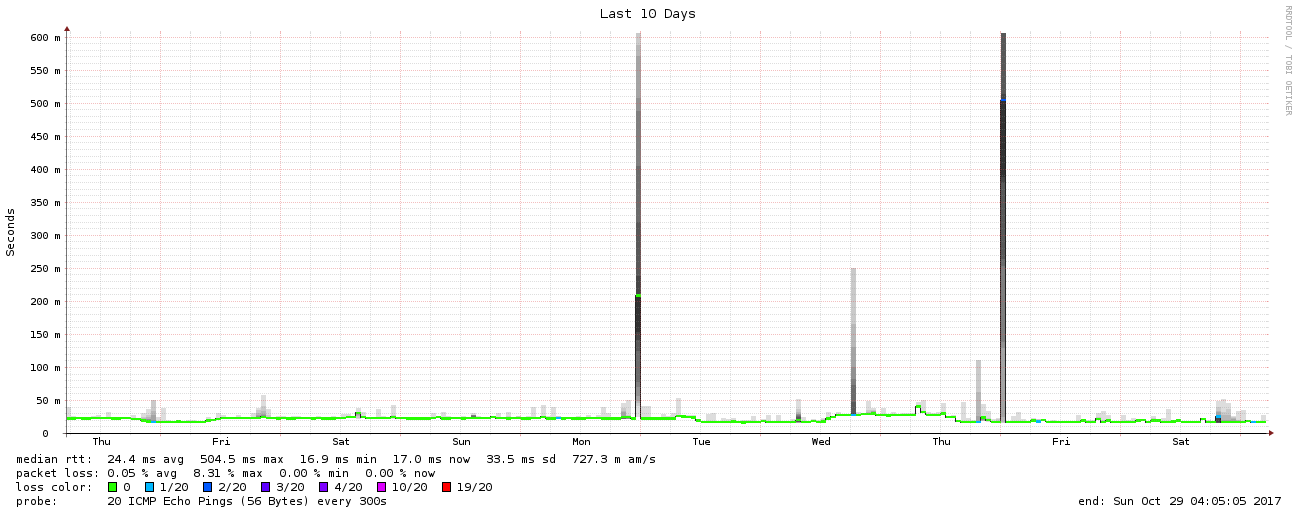 Last 10 Days
RRDTOOL / TOBI OETIKER
Seconds
600 m
550 m
500 m
450 m
400 m
350 m
300 m
250 m
200 m
150 m
100 m
50 m
0
Thu Fri Sat Sun Mon Tue Wed Thu Fri Sat
median rtt: 24.4 ms avg 504.5 ms max 16.9 ms min 17.0 ms now 33.5 ms sd 727.3 m am/s
packet loss: 0.05 % avg 8.31 % max 0.00 % min 0.00 % now
loss color: 0 1/20 2/20 3/20 4/20 10/20 19/20
probe: 20 ICMP Echo Pings (56 Bytes) every 300s
end: Sun Oct 29 04:05:05 2017